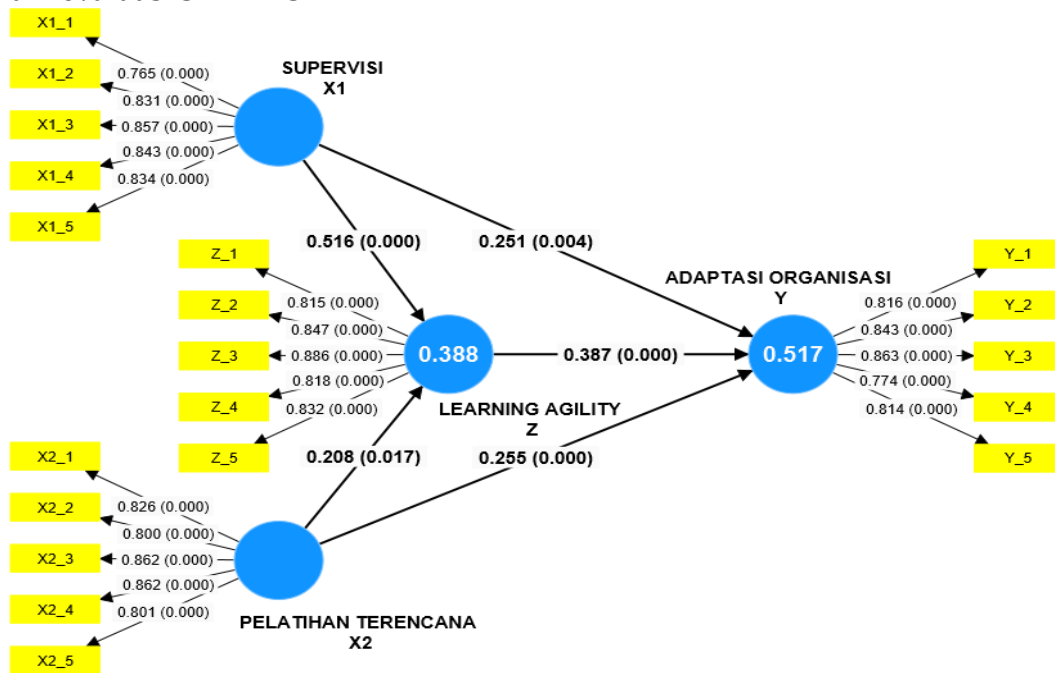 X1_1
X1_2
X1_3
X1_4
X1_5
0.765 (0.000)
0.831 (0.000)
0.857 (0.000)
0.843 (0.000)
0.834 (0.000)
SUPERVISI
X1
0.516 (0.000)
0.251 (0.004)
Z_1
Z_2
Z_3
Z_4
Z_5
0.815 (0.000)
0.847 (0.000)
0.886 (0.000)
0.818 (0.000)
0.832 (0.000)
0.388
LEARNING AGILITY
Z
0.387 (0.000)
ADAPTASI ORGANISASI
Y
0.517
0.816 (0.000)
0.843 (0.000)
0.863 (0.000)
0.774 (0.000)
0.814 (0.000)
Y_1
Y_2
Y_3
Y_4
Y_5
0.208 (0.017)
0.255 (0.000)
X2_1
X2_2
X2_3
X2_4
X2_5
0.826 (0.000)
0.800 (0.000)
0.862 (0.000)
0.862 (0.000)
0.801 (0.000)
PELATIHAN TERENCANA
X2